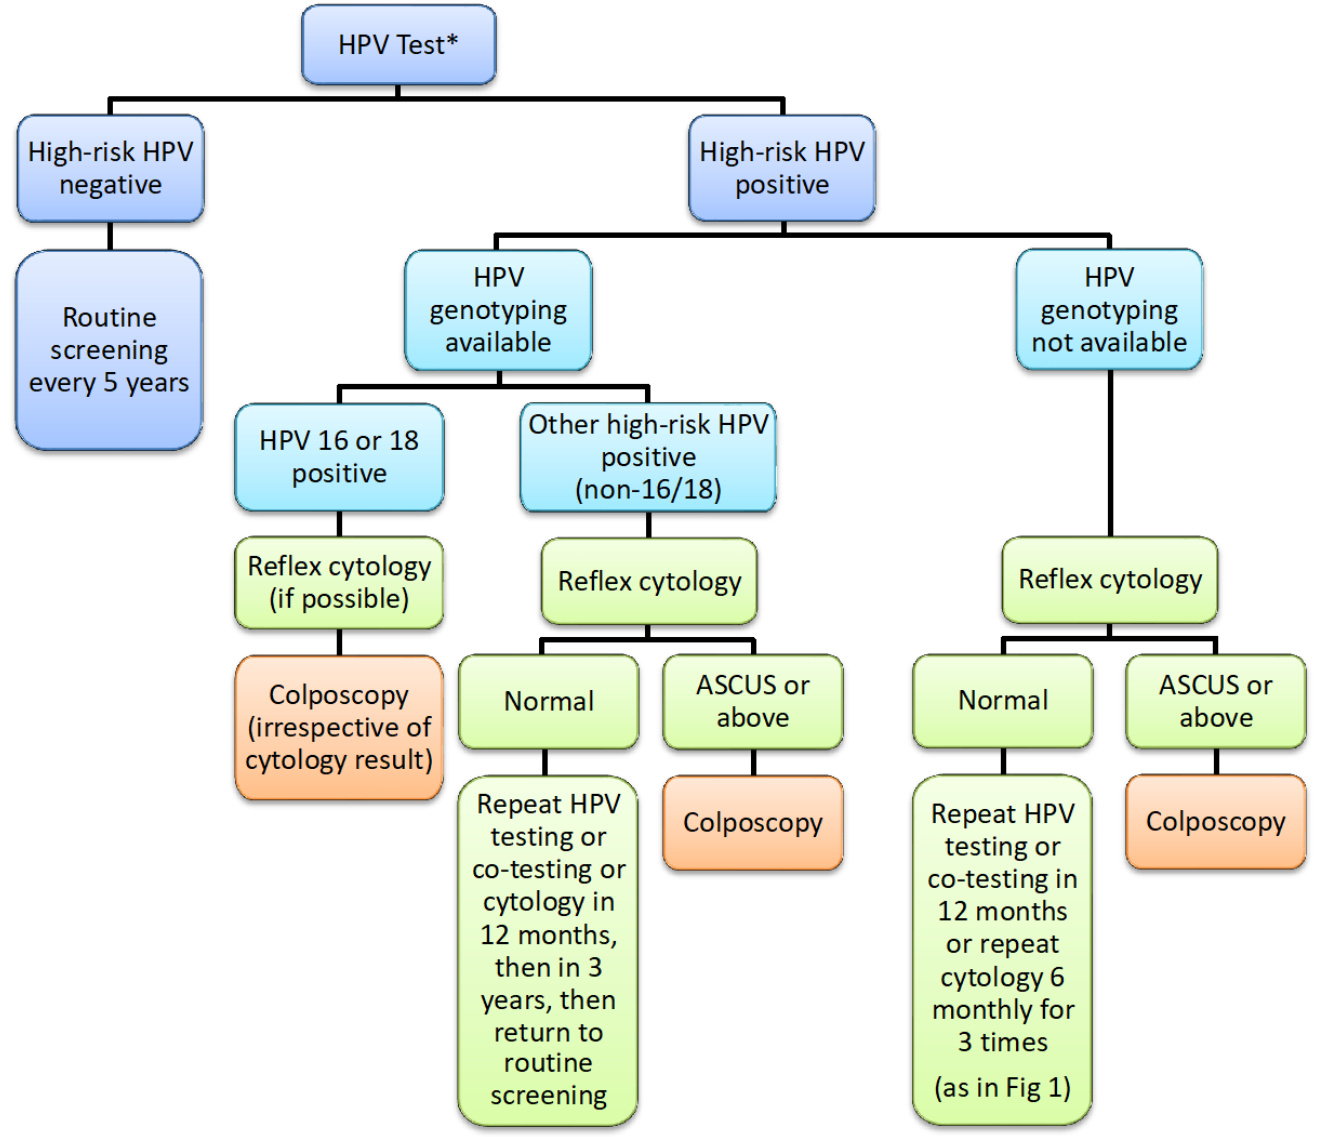 HPV Test*
High-risk HPV
negative
High-risk HPV
positive
Routine
screening
every 5 years
HPV
genotyping
available
HPV
genotyping
not available
HPV 16 or 18
positive
Other high-risk HPV
positive
(non-16/18)
Reflex cytology
(if possible)
Reflex cytology
Reflex cytology
Colposcopy
(irrespective of
cytology result)
Normal
ASCUS or
above
Normal
ASCUS or
above
Repeat HPV
testing or
co-testing or
cytology in
12 months,
then in 3
years, then
return to
routine
screening
Colposcopy
Repeat HPV
testing or
co-testing in
12 months
or repeat
cytology 6
monthly for
3 times
(as in Fig 1)
Colposcopy